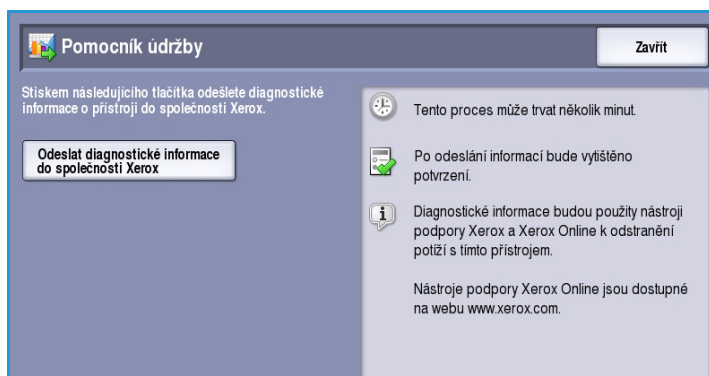 Pomocník údržby
Zavřít
Stiskem následujícího tlačítka odešlete diagnostické
informace o přístroji do společnosti Xerox.
Odeslat diagnostické informace
do společnosti Xerox
Tento proces může trvat několik minut.
Po odeslání informací bude vytištěno
potvrzení.
Diagnostické informace budou použity nástroji
podpory Xerox a Xerox Online k odstranění
potíží s tímto přístrojem.
Nástroje podpory Xerox Online jsou dostupné
na webu www.xerox.com.